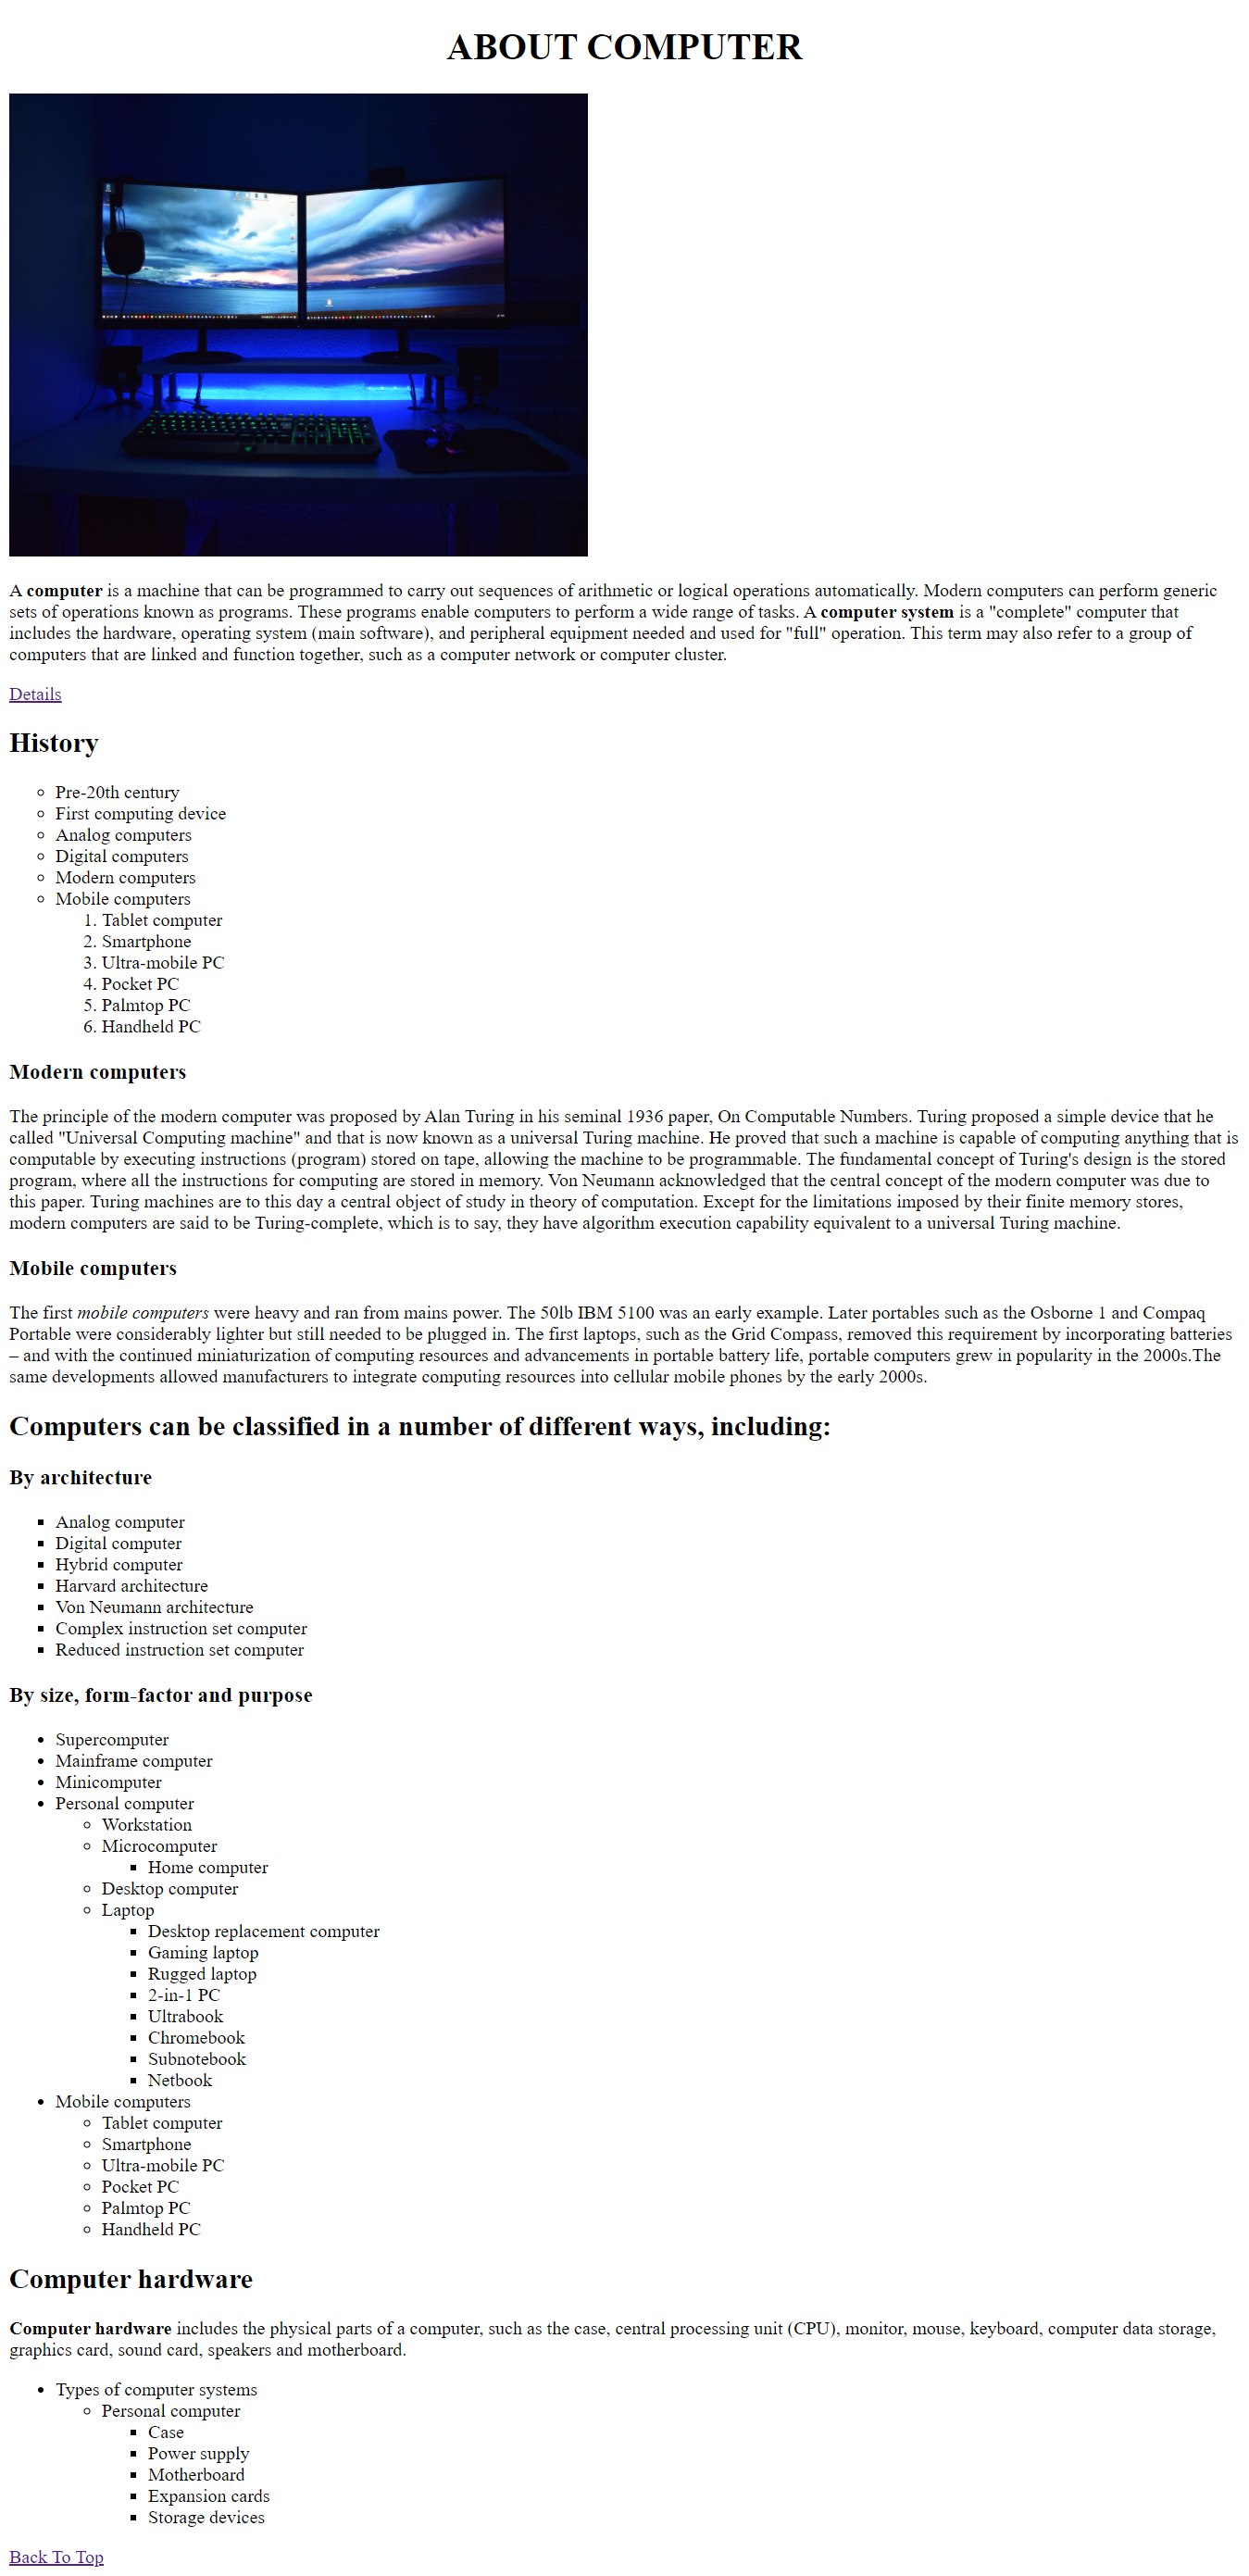 ABOUT COMPUTER
A computer is a machine that can be programmed to carry out sequences of arithmetic or logical operations automatically. Modern computers can perform generic
sets of operations known as programs. These programs enable computers to perform a wide range of tasks. A computer system is a "complete" computer that
includes the hardware, operating system (main software), and peripheral equipment needed and used for "full" operation. This term may also refer to a group of
computers that are linked and function together, such as a computer network or computer cluster.
Details
History
Pre-20th century
First computing device
Analog computers
Digital computers
Modern computers
Mobile computers
1. Tablet computer
2. Smartphone
3. Ultra-mobile PC
4. Pocket PC
5. Palmtop PC
6. Handheld PC
Modern computers
The principle of the modern computer was proposed by Alan Turing in his seminal 1936 paper, On Computable Numbers. Turing proposed a simple device that he
called "Universal Computing machine" and that is now known as a universal Turing machine. He proved that such a machine is capable of computing anything that is
computable by executing instructions (program) stored on tape, allowing the machine to be programmable. The fundamental concept of Turing's design is the stored
program, where all the instructions for computing are stored in memory. Von Neumann acknowledged that the central concept of the modern computer was due to
this paper. Turing machines are to this day a central object of study in theory of computation. Except for the limitations imposed by their finite memory stores,
modern computers are said to be Turing-complete, which is to say, they have algorithm execution capability equivalent to a universal Turing machine.
Mobile computers
The first mobile computers were heavy and ran from mains power. The 50lb IBM 5100 was an early example. Later portables such as the Osborne 1 and Compaq
Portable were considerably lighter but still needed to be plugged in. The first laptops, such as the Grid Compass, removed this requirement by incorporating batteries
– and with the continued miniaturization of computing resources and advancements in portable battery life, portable computers grew in popularity in the 2000s.The
same developments allowed manufacturers to integrate computing resources into cellular mobile phones by the early 2000s.
Computers can be classified in a number of different ways, including:
By architecture
Analog computer
Digital computer
Hybrid computer
Harvard architecture
Von Neumann architecture
Complex instruction set computer
Reduced instruction set computer
By size, form-factor and purpose
Supercomputer
Mainframe computer
Minicomputer
Personal computer
Workstation
Microcomputer
Home computer
Desktop computer
Laptop
Desktop replacement computer
Gaming laptop
Rugged laptop
2-in-1 PC
Ultrabook
Chromebook
Subnotebook
Netbook
Mobile computers
Tablet computer
Smartphone
Ultra-mobile PC
Pocket PC
Palmtop PC
Handheld PC
Computer hardware
Computer hardware includes the physical parts of a computer, such as the case, central processing unit (CPU), monitor, mouse, keyboard, computer data storage,
graphics card, sound card, speakers and motherboard.
Types of computer systems
Personal computer
Case
Power supply
Motherboard
Expansion cards
Storage devices
Back To Top